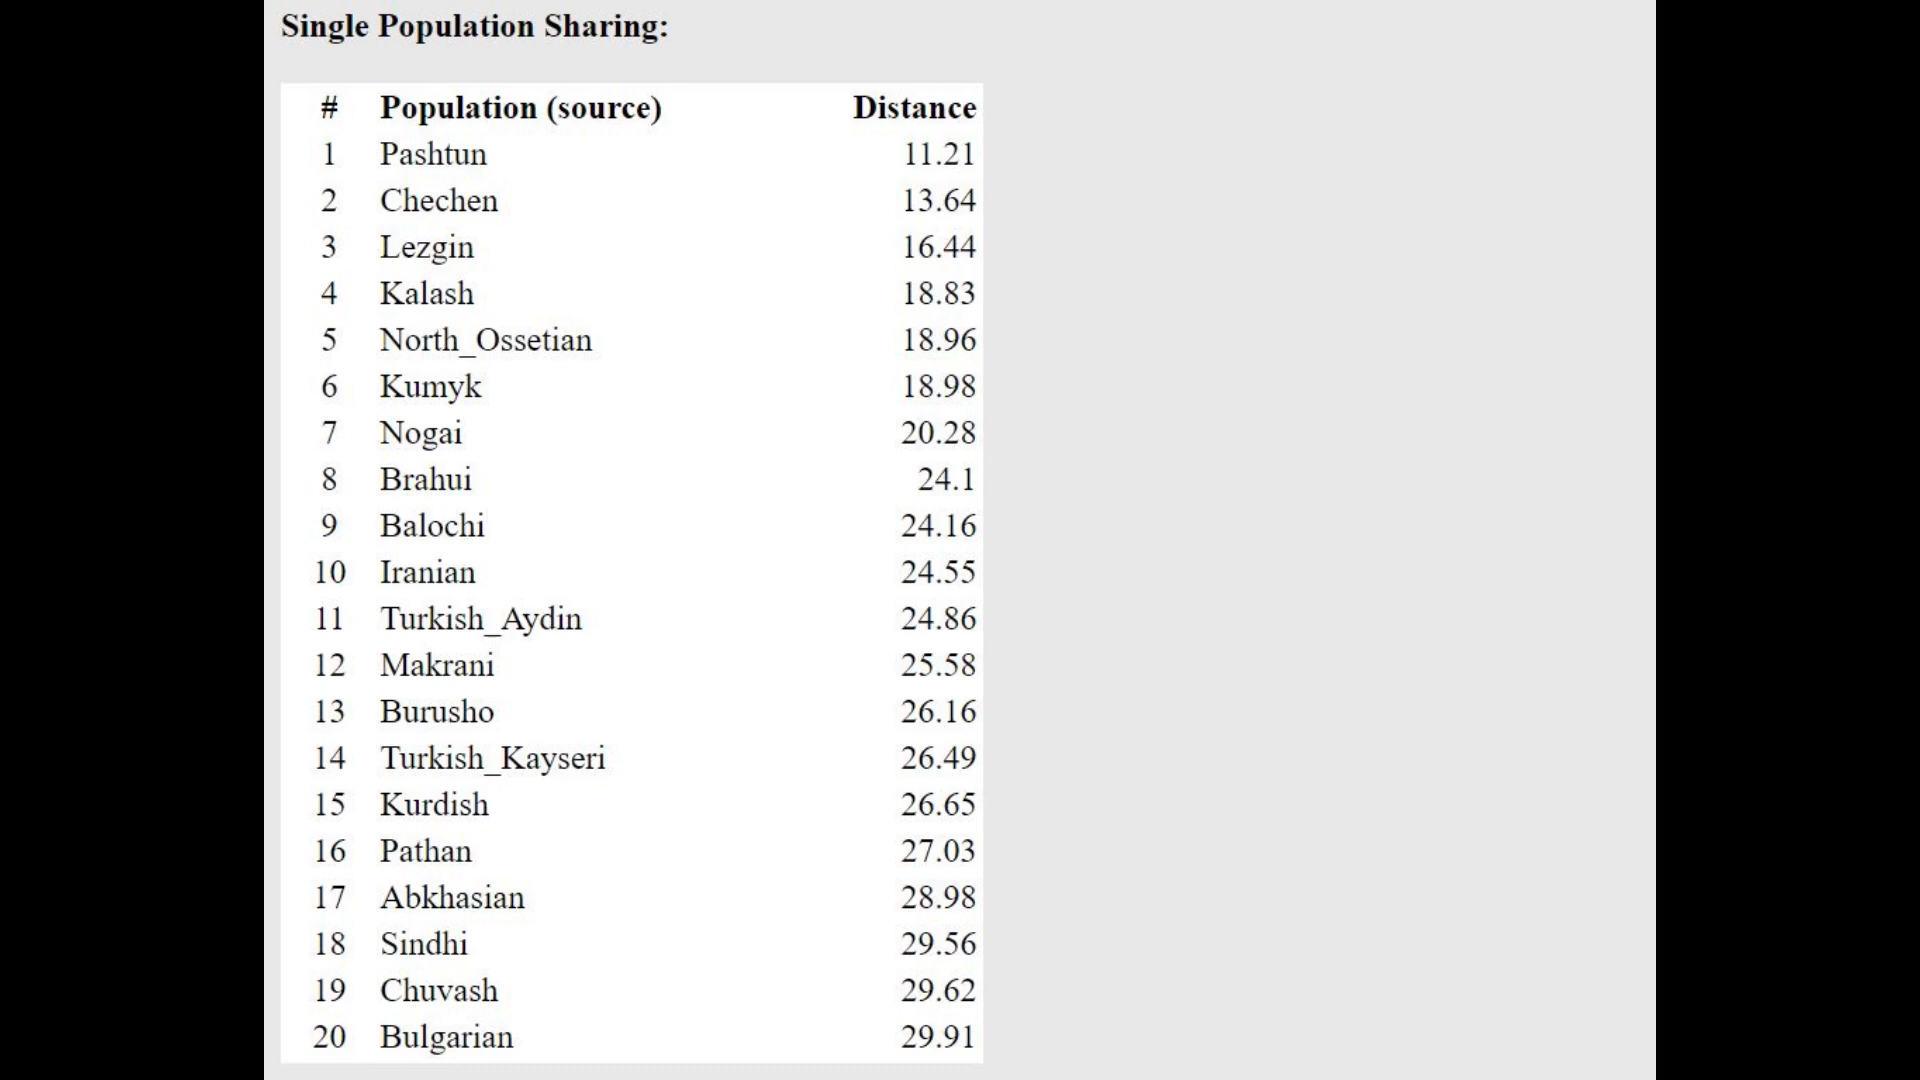 Single Population Sharing:
# Population (source) Distance
1 Pashtun 11.21
2 Chechen 13.64
3 Lezgin 16.44
4 Kalash 18.83
5 North_Ossetian 18.96
6 Kumyk 18.98
7 Nogai 20.28
8 Brahui 24.1
9 Balochi 24.16
10 Iranian 24.55
11 Turkish_Aydin 24.86
12 Makrani 25.58
13 Burusho 26.16
14 Turkish_Kayseri 26.49
15 Kurdish 26.65
16 Pathan 27.03
17 Abkhasian 28.98
18 Sindhi 29.56
19 Chuvash 29.62
20 Bulgarian 29.91